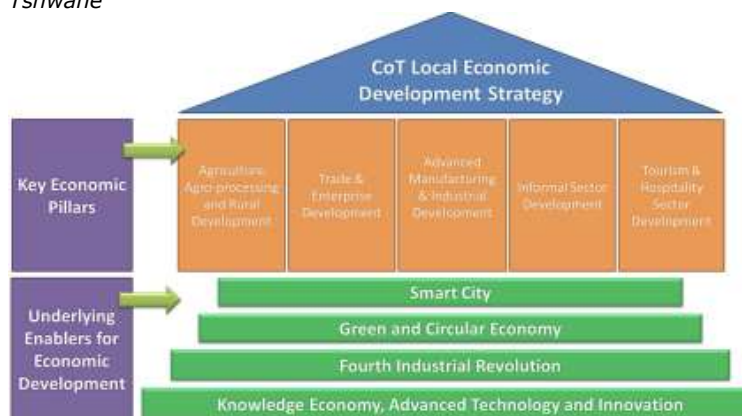 Tshwane
CoT Local Economic
Development Strategy
Key Economic
Pillars
Agriculture,
Agro-processing
and Rural
Development
Trade &
Enterprise
Development
Advanced
Manufacturing
& Industrial
Development
Informal Sector
Development
Tourism &
Hospitality
Sector
Development
Underlying
Enablers for
Economic
Development
Smart City
Green and Circular Economy
Fourth Industrial Revolution
Knowledge Economy, Advanced Technology and Innovation